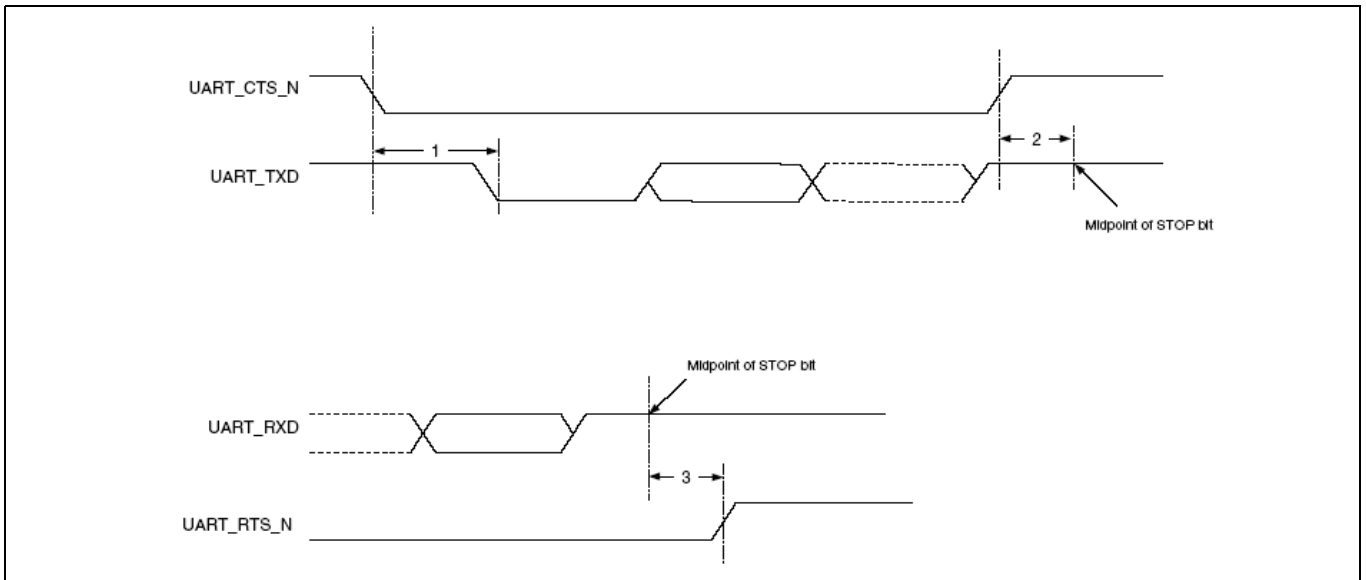 UART_CTS_N
1
2
UART_TXD
Midpoint of STOP bit
Midpoint of STOP bit
UART_RXD
3
UART_RTS_N